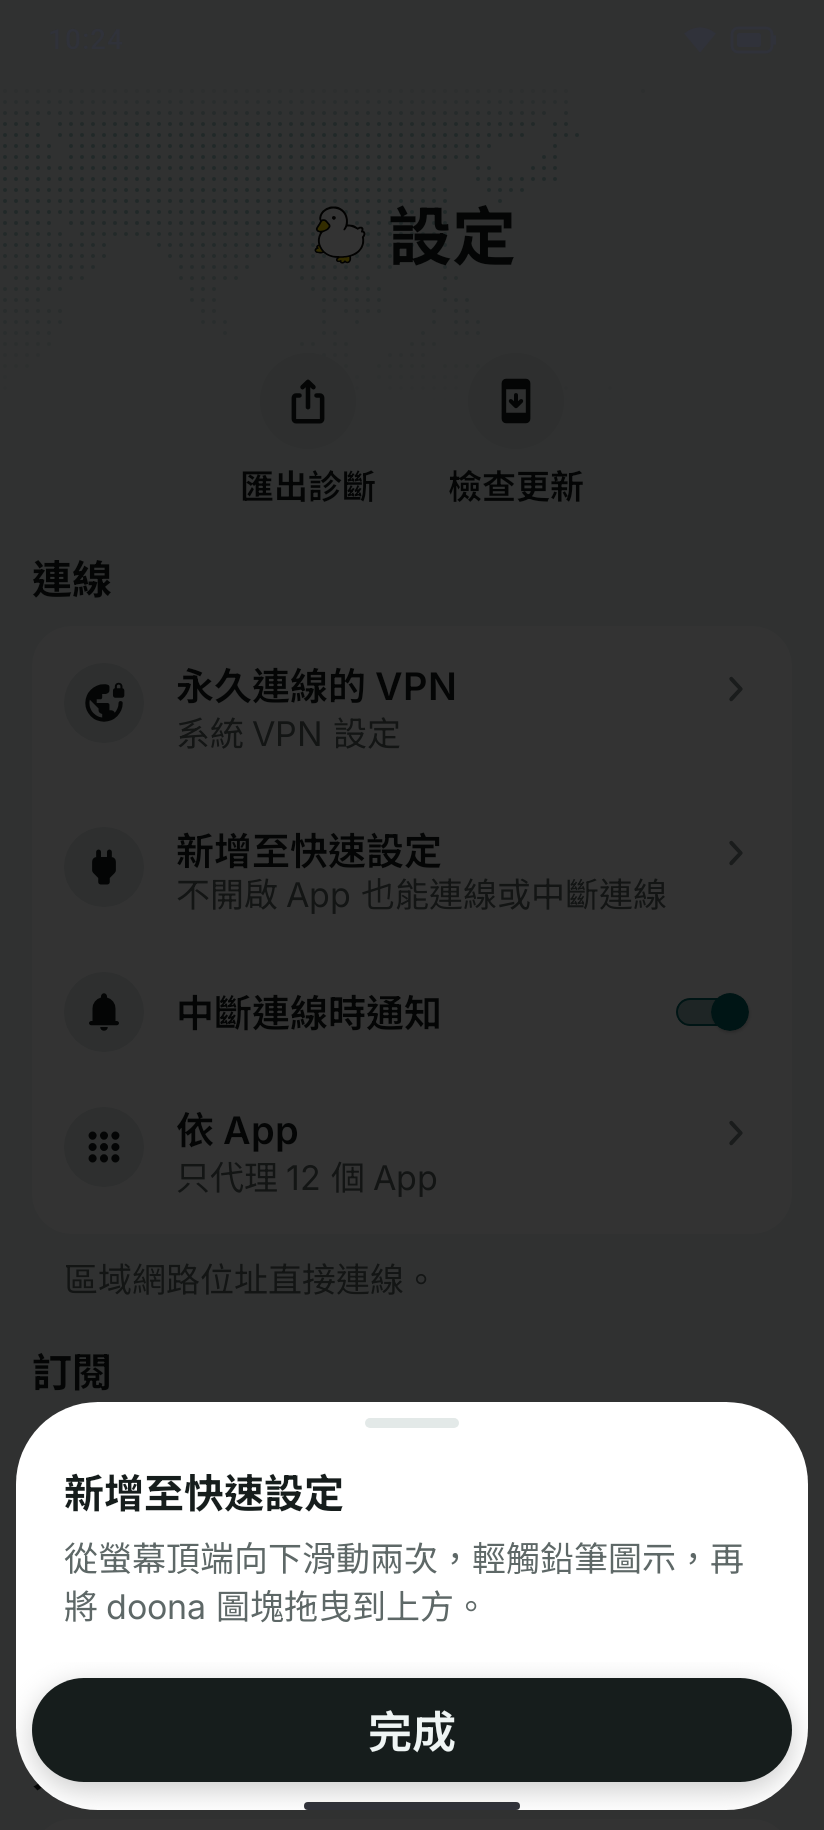 設定
匯出診斷
檢查更新
連線
永久連線的 VPN
系統 VPN 設定
新增至快速設定
不開啟 App 也能連線或中斷連線
中斷連線時通知
依 App
只代理 12 個 App
區域網路位址直接連線。
訂閱
新增至快速設定
從螢幕頂端向下滑動兩次，輕觸鉛筆圖示，再
將 doona 圖塊拖曳到上方。
完成